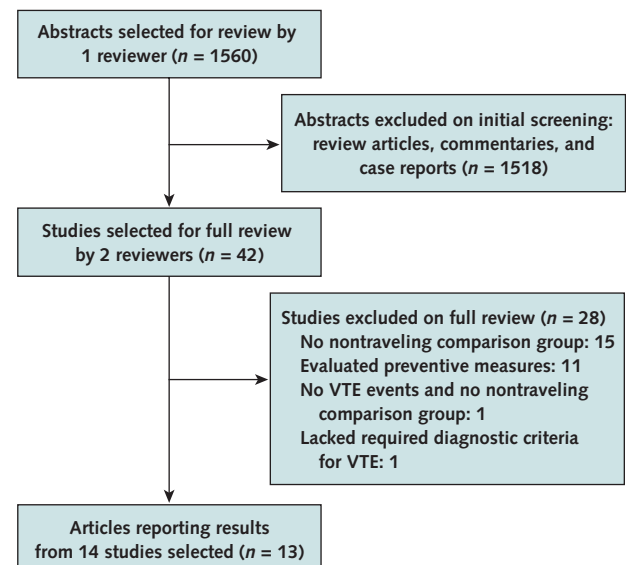 Abstracts selected for review by
1 reviewer (n = 1560)
Abstracts excluded on initial screening:
review articles, commentaries, and
case reports (n = 1518)
Studies selected for full review
by 2 reviewers (n = 42)
Studies excluded on full review (n = 28)
No nontraveling comparison group: 15
Evaluated preventive measures: 11
No VTE events and no nontraveling
comparison group: 1
Lacked required diagnostic criteria
for VTE: 1
Articles reporting results
from 14 studies selected (n = 13)